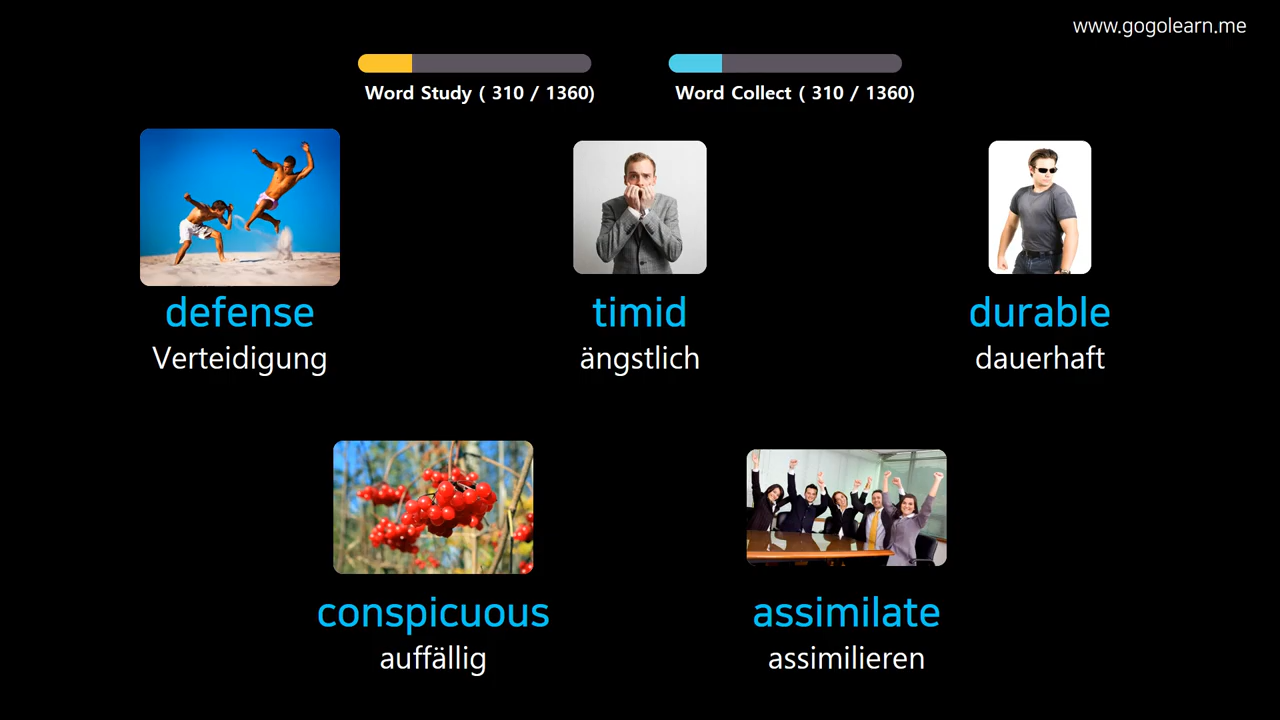 www.gogolearn.me
Word Study ( 310 / 1360)
Word Collect ( 310 / 1360)
defense
Verteidigung
timid
ängstlich
durable
dauerhaft
conspicuous
auffällig
assimilate
assimilieren